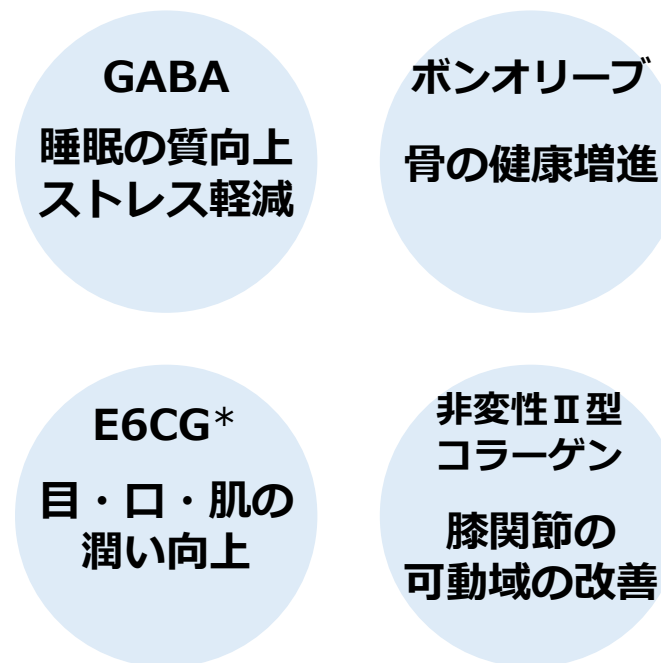 GABA
睡眠の質向上
ストレス軽減
ボンオリーブ
骨の健康増進
E6CG*
目・口・肌の
潤い向上
非変性Ⅱ型
コラーゲン
膝関節の
可動域の改善